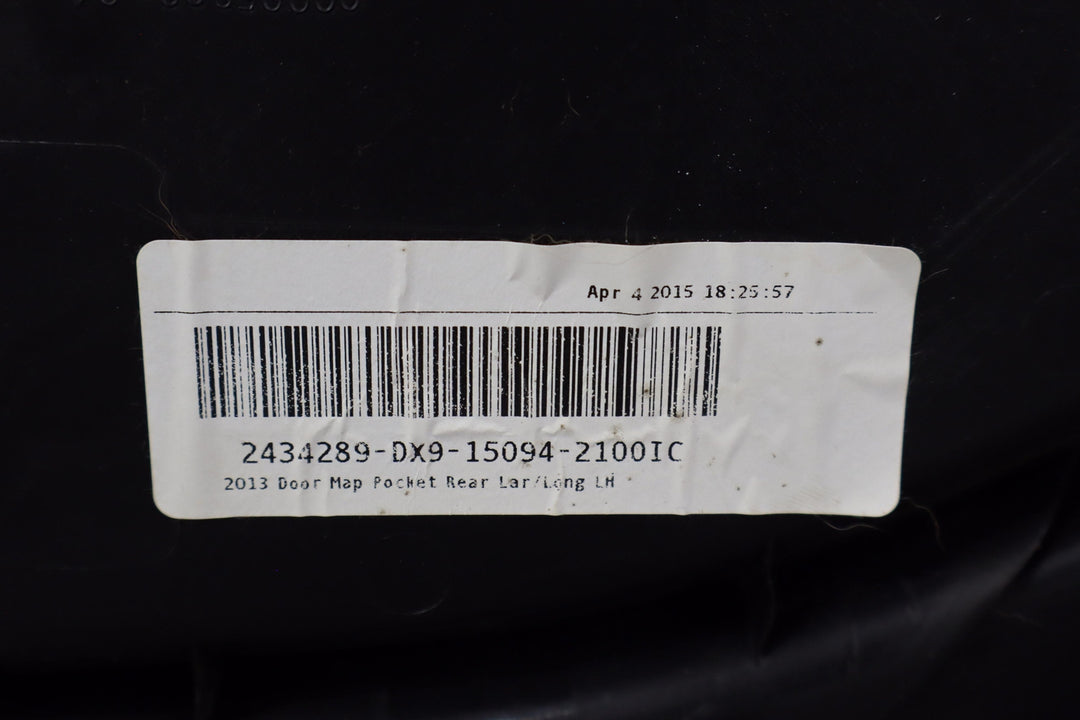 Apr 4 2015 18:25:57
2434289-DX9-15094-2100IC
2013 Door Map Pocket Rear Lar/Long LH